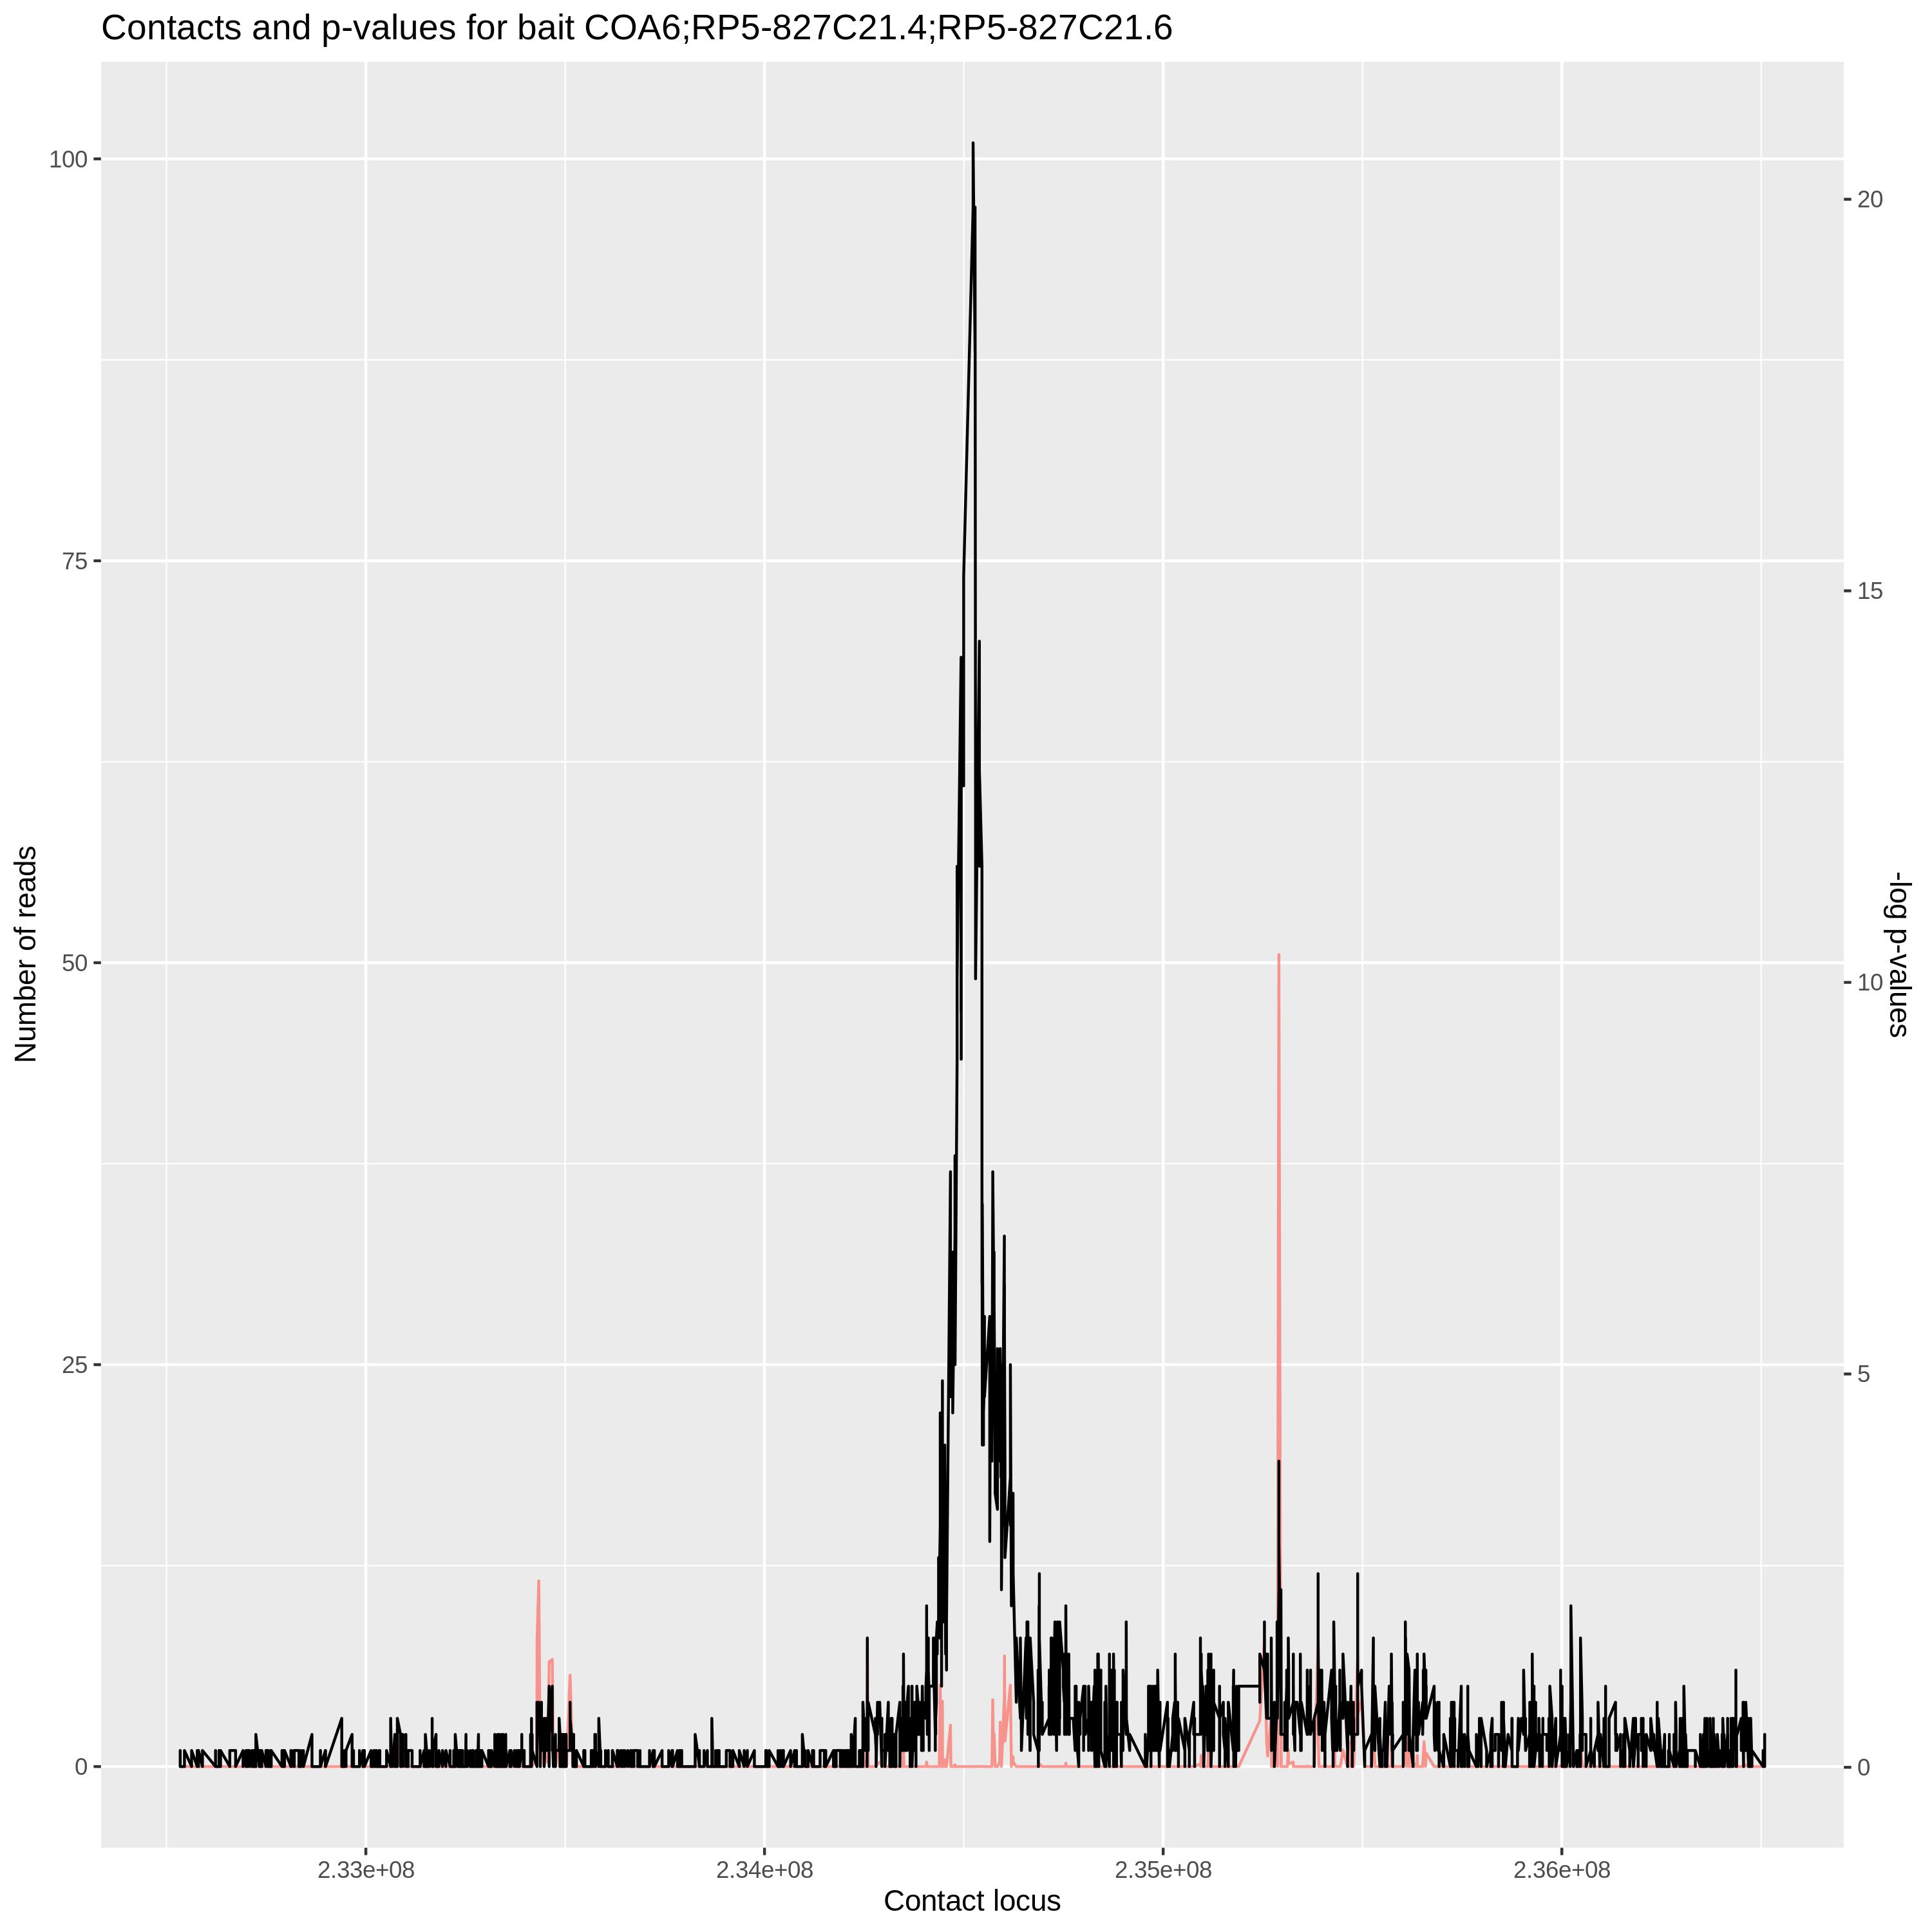 Contacts and p-values for bait COA6;RP5-827C21.4;RP5-827C21.6
100
75
50
25
0
Number of reads
20
15
10
5
0
-log p-values
2.33e+08
2.34e+08
2.35e+08
2.36e+08
Contact locus